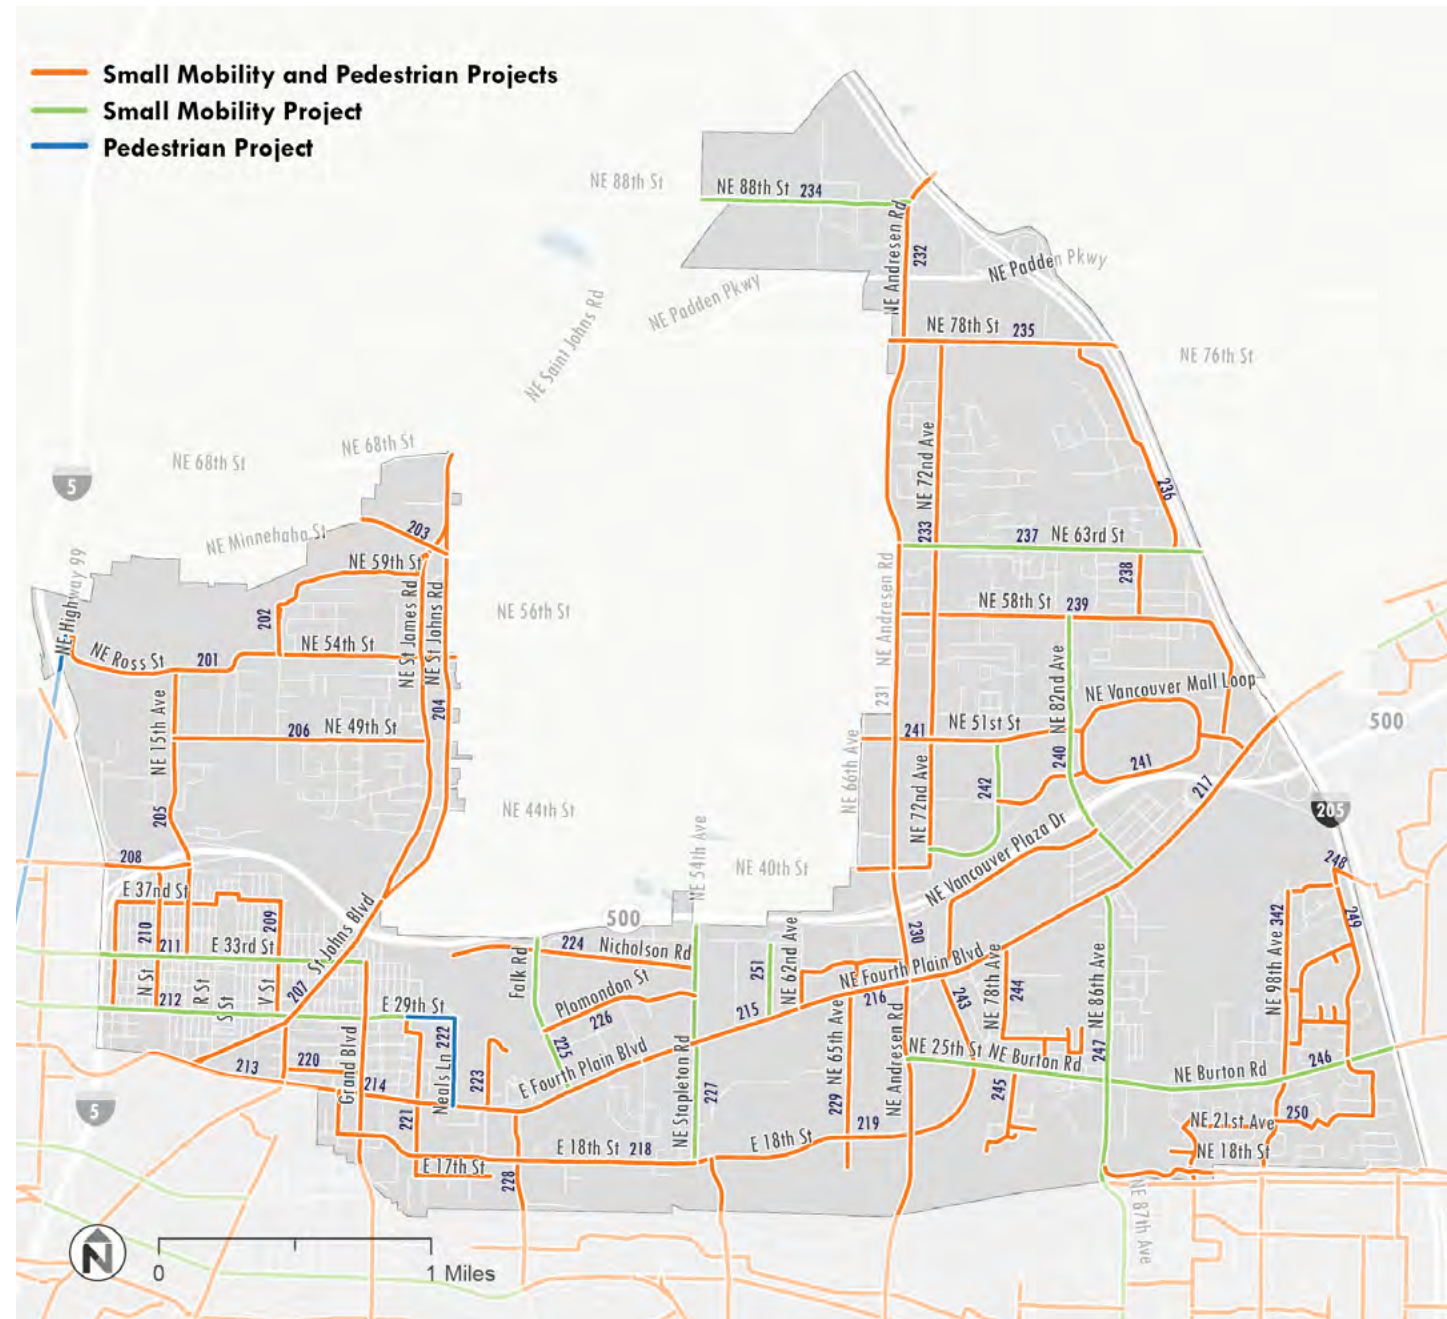 Small Mobility and Pedestrian Projects
Small Mobility Project
Pedestrian Project
NE 88th St
NE 88th St 234
NE Andresen Rd
232
NE Padden Pkwy
NE Padden Pkwy
NE Saint Johns Rd
NE 78th St 235
NE 76th St
NE 68th St
NE 68th St
5
NE 72nd Ave
236
NE Minnehaha St
203
233
237 NE 63rd St
NE Highway 99
NE 59th St
238
202
NE St James Rd
NE St Johns Rd
NE 56th St
231 NE Andresen Rd
NE 58th St 239
NE Ross St
201
NE 54th St
NE 15th Ave
204
206 NE 49th St
NE 82nd Ave
NE Vancouver Mall Loop
241
NE 51st St
500
NE 66th Ave
240
241
217
242
NE 72nd Ave
205
NE 44th St
205
NE 54th Ave
NE Vancouver Plaza Dr
208
NE 40th St
248
E 37nd St
209
St Johns Blvd
500
342
249
210
211
E 33rd St
224 Nicholson Rd
230
NE 98th Ave
Falk Rd
251
NE 62nd Ave
NE Fourth Plain Blvd
N St
R St
S St
V St
207
Plomondon St
216
243
NE 78th Ave
244
NE 86th Ave
212
E 29th St
226
215
222
225
E Fourth Plain Blvd
NE 65th Ave
NE Andresen Rd
NE 25th St
NE Burton Rd
247
NE Burton Rd
246
213
220
Grand Blvd
214
Neals Ln
223
NE Stapleton Rd
227
229
245
5
221
219
NE 21st Ave
250
E 18th St 218
E 18th St
NE 18th St
E 17th St
228
NE 87th Ave
N
0
1 Miles